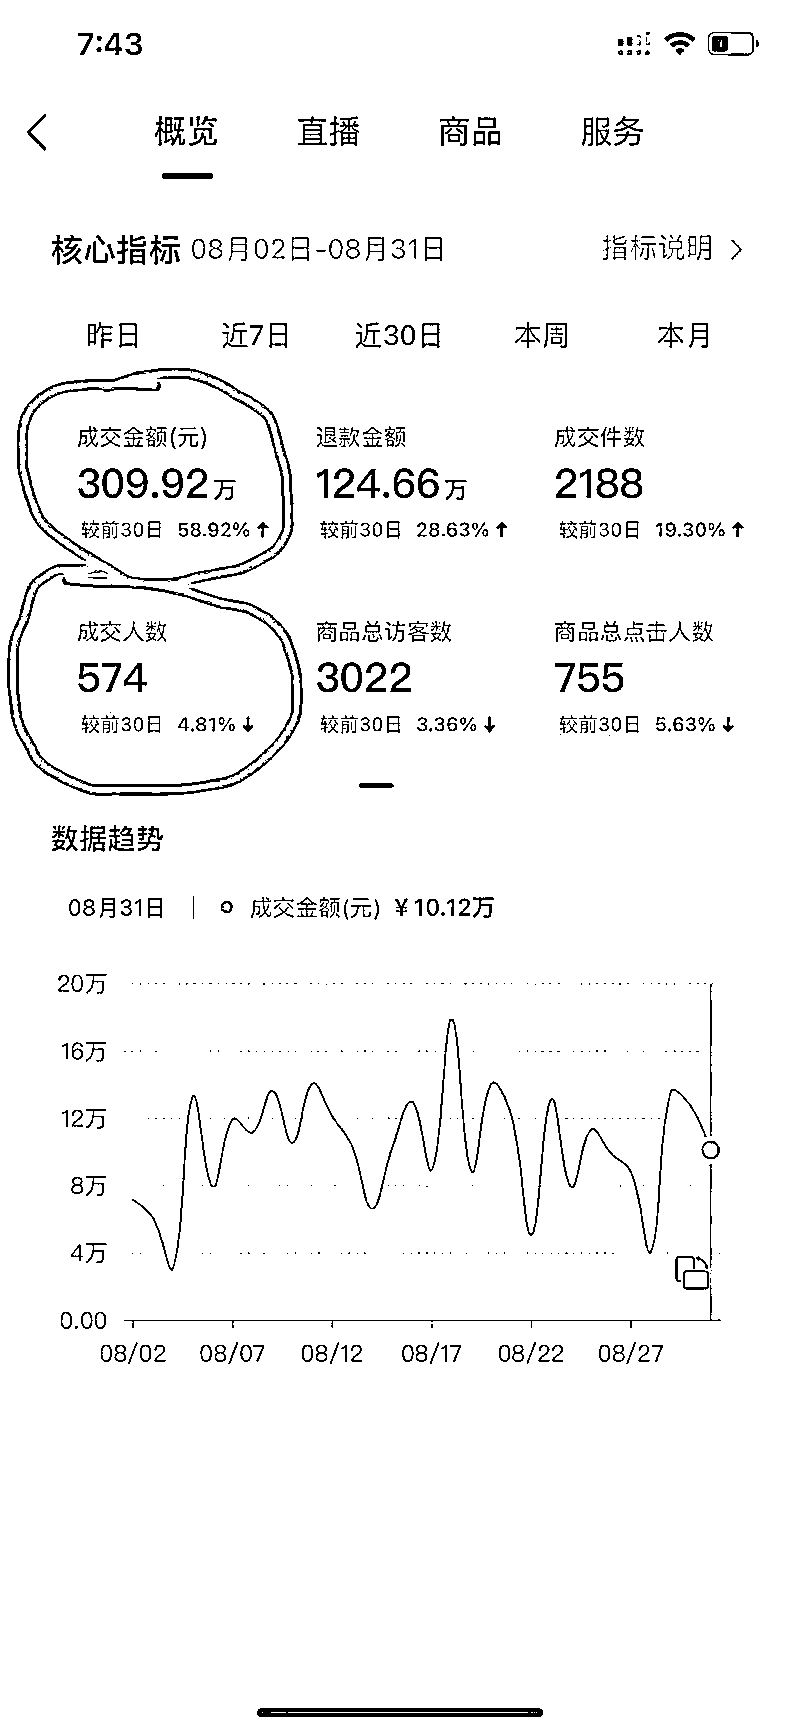 7:43
概览 直播 商品 服务
核心指标 08月02日-08月31日 指标说明
昨日 近7日 近30日 本周 本月
成交金额(元) 退款金额 成交件数
309.92万 124.66万 2188
较前30日 58.92%↑ 较前30日 28.63%↑ 较前30日 19.30%↑
成交人数 商品总访客数 商品总点击人数
574 3022 755
较前30日 4.81%↓ 较前30日 3.36%↓ 较前30日 5.63%↓
数据趋势
08月31日 | 成交金额(元) ¥10.12万
20万
16万
12万
8万
4万
0.00
08/02 08/07 08/12 08/17 08/22 08/27